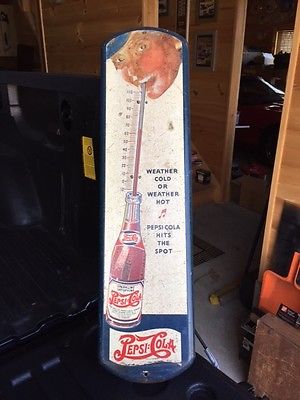 WEATHER
COLD
OR
WEATHER
HOT
PEPSI-COLA
HITS
THE
SPOT
PEPSI-COLA
PEPSI:COLA